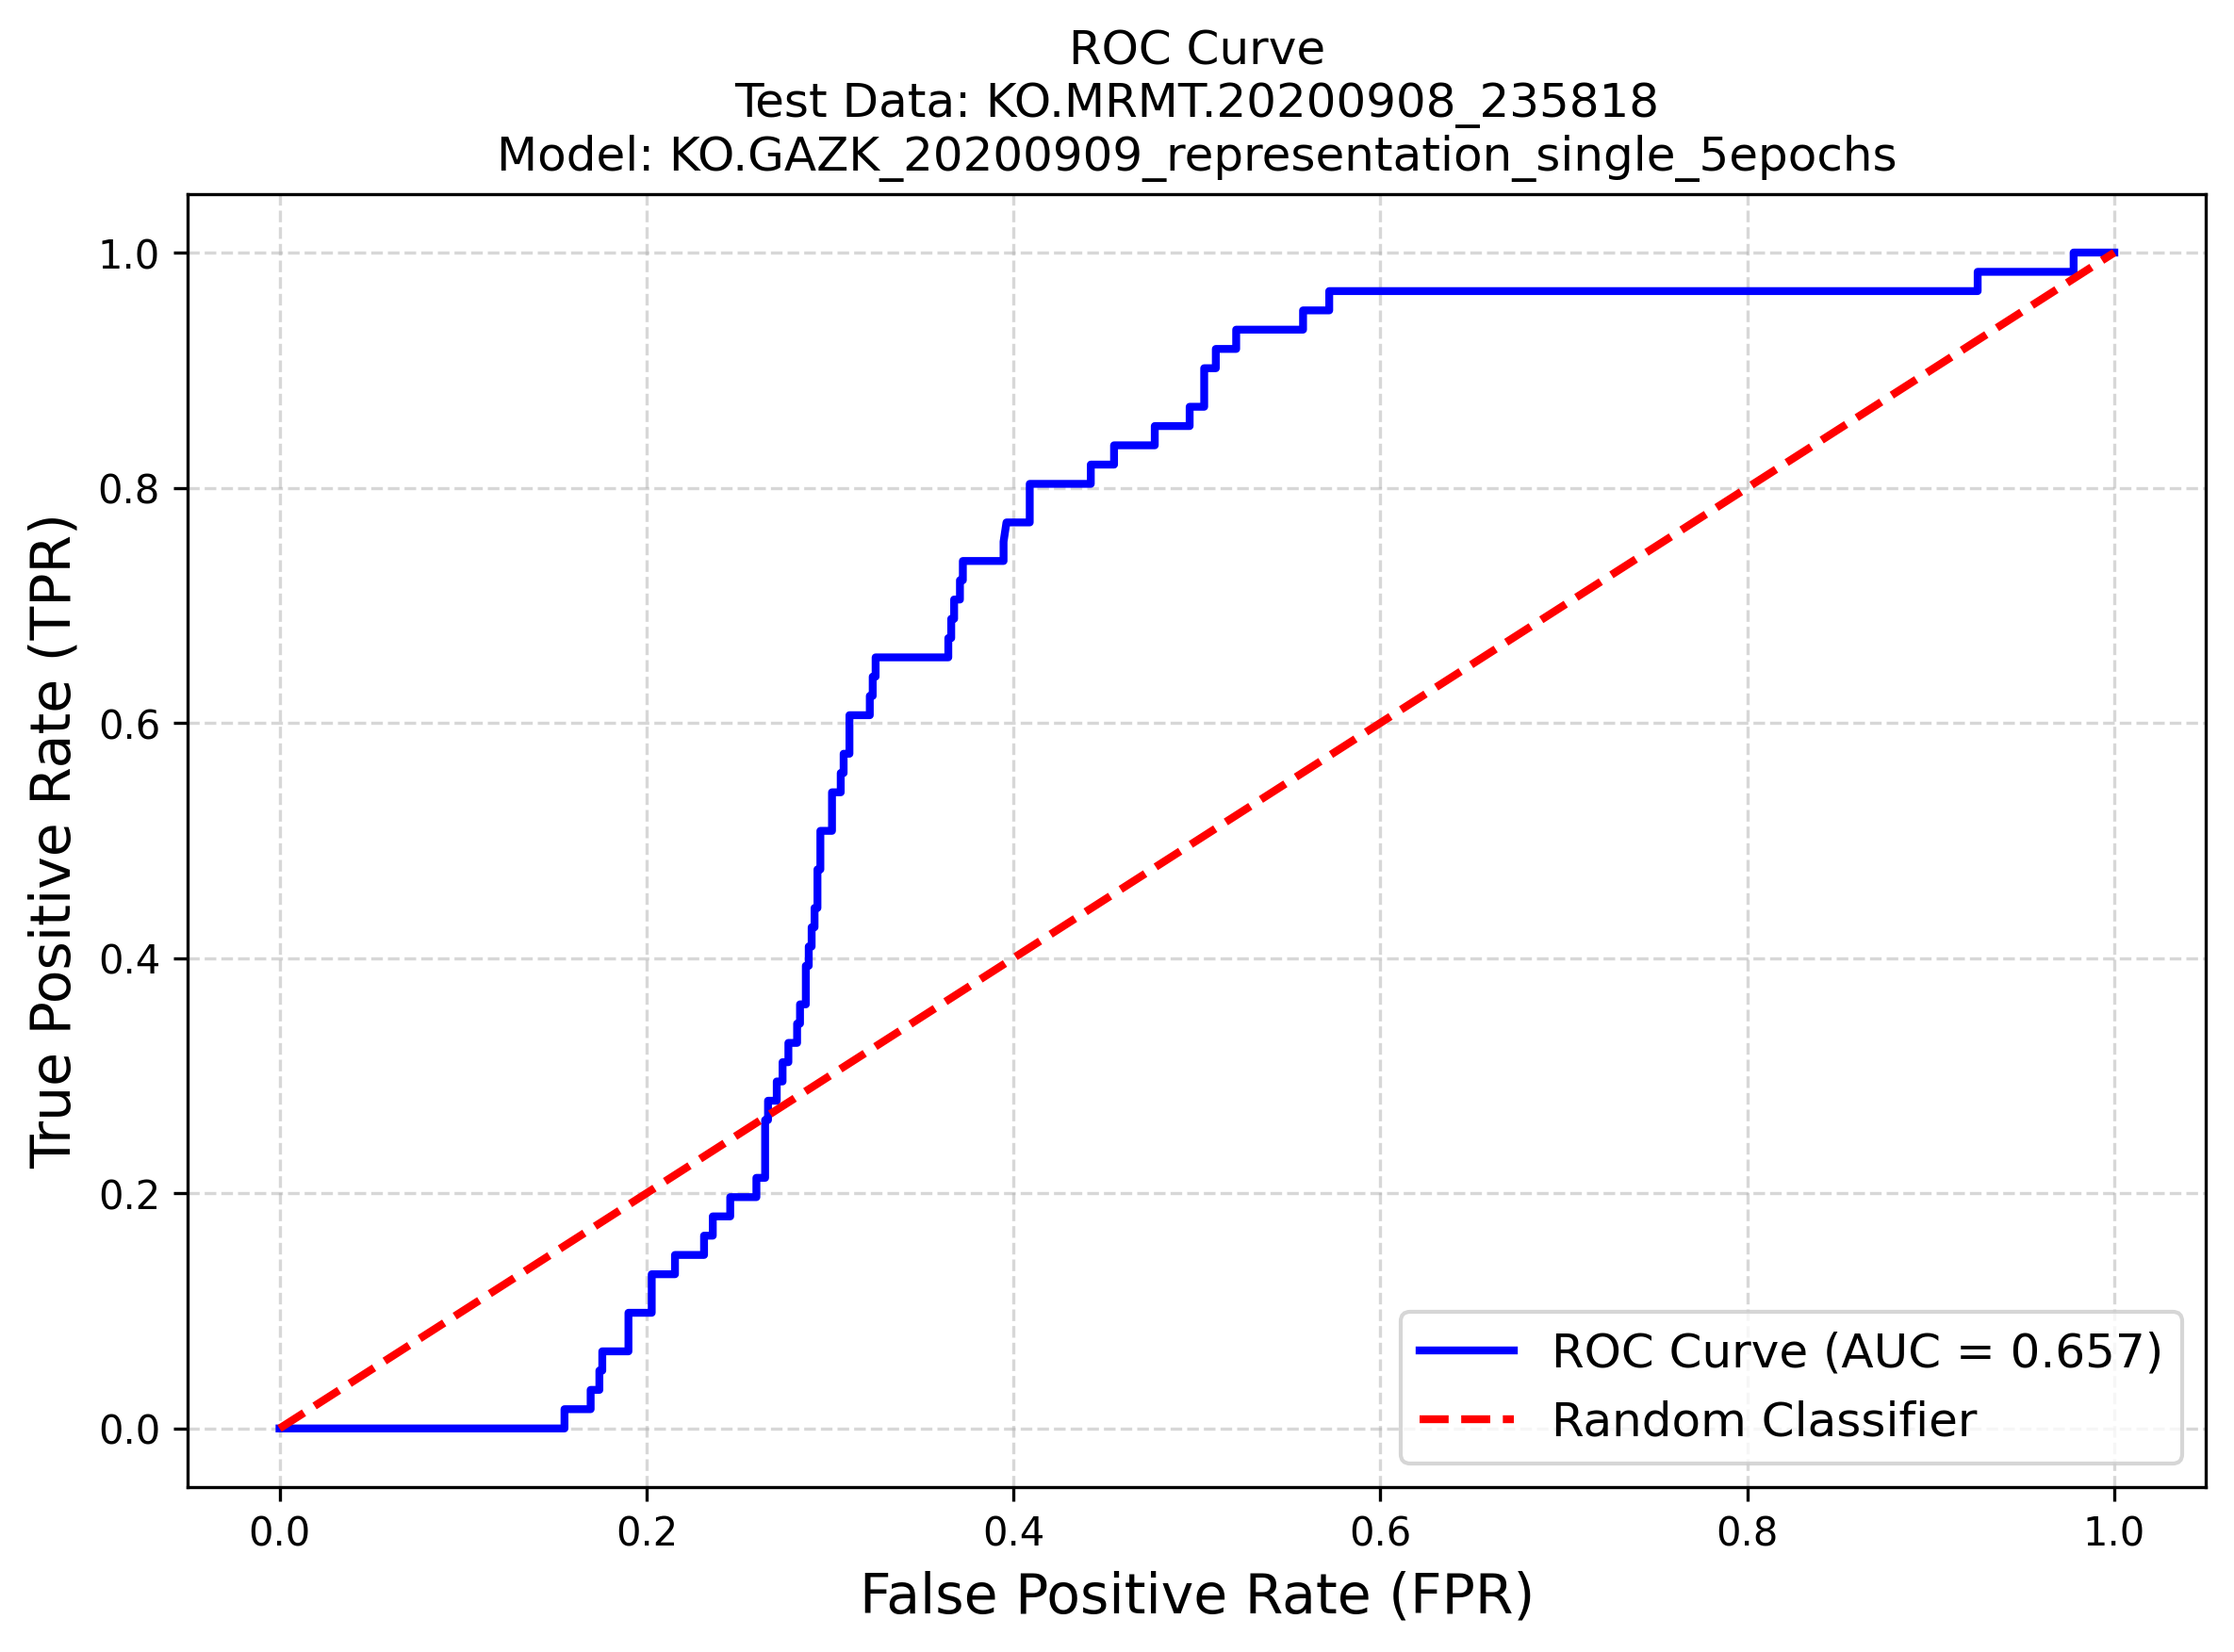 ROC Curve
Test Data: KO.MRMT.20200908_235818
Model: KO.GAZK_20200909_representation_single_5epochs
True Positive Rate (TPR)
1.0
0.8
0.6
0.4
0.2
0.0
ROC Curve (AUC = 0.657)
Random Classifier
0.0 0.2 0.4 0.6 0.8 1.0
False Positive Rate (FPR)